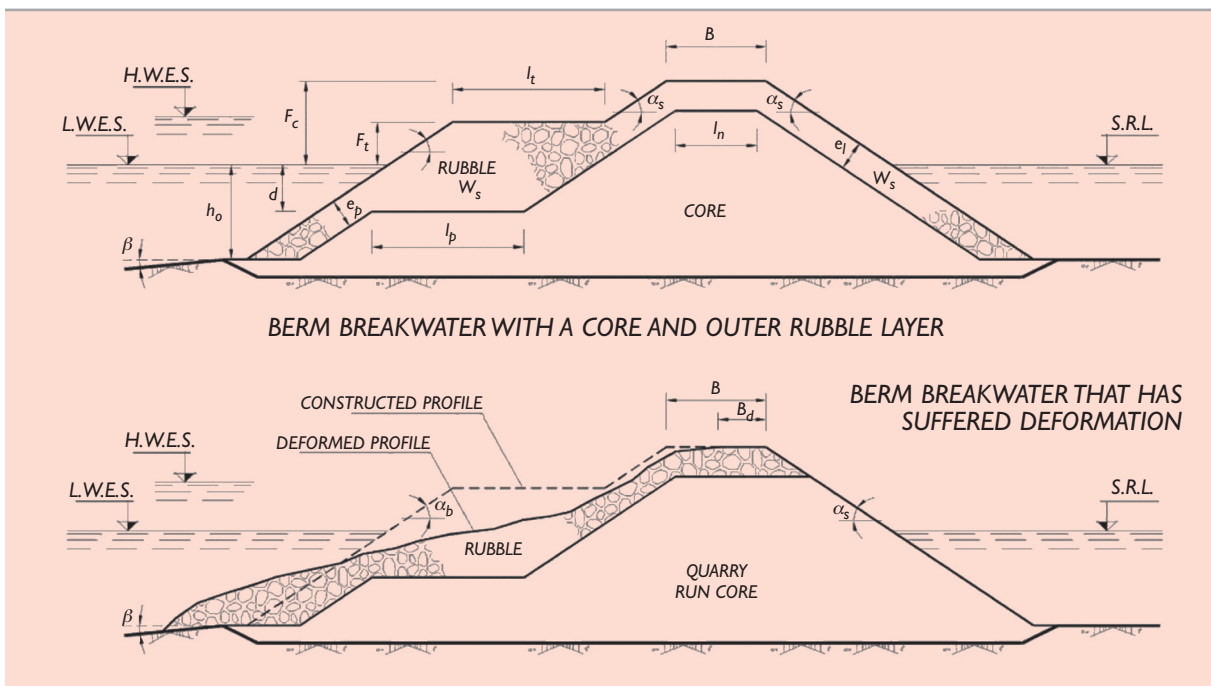 B
H.W.E.S.
l_t
F_c
α_s
α_s
L.W.E.S.
S.R.L.
F_t
l_n
RUBBLE
W_s
e_l
d
W_s
h_o
e_p
CORE
l_p
β
BERM BREAKWATER WITH A CORE AND OUTER RUBBLE LAYER
B
BERM BREAKWATER THAT HAS
SUFFERED DEFORMATION
CONSTRUCTED PROFILE
B_d
DEFORMED PROFILE
H.W.E.S.
L.W.E.S.
S.R.L.
α_b
α_s
RUBBLE
QUARRY
RUN CORE
β